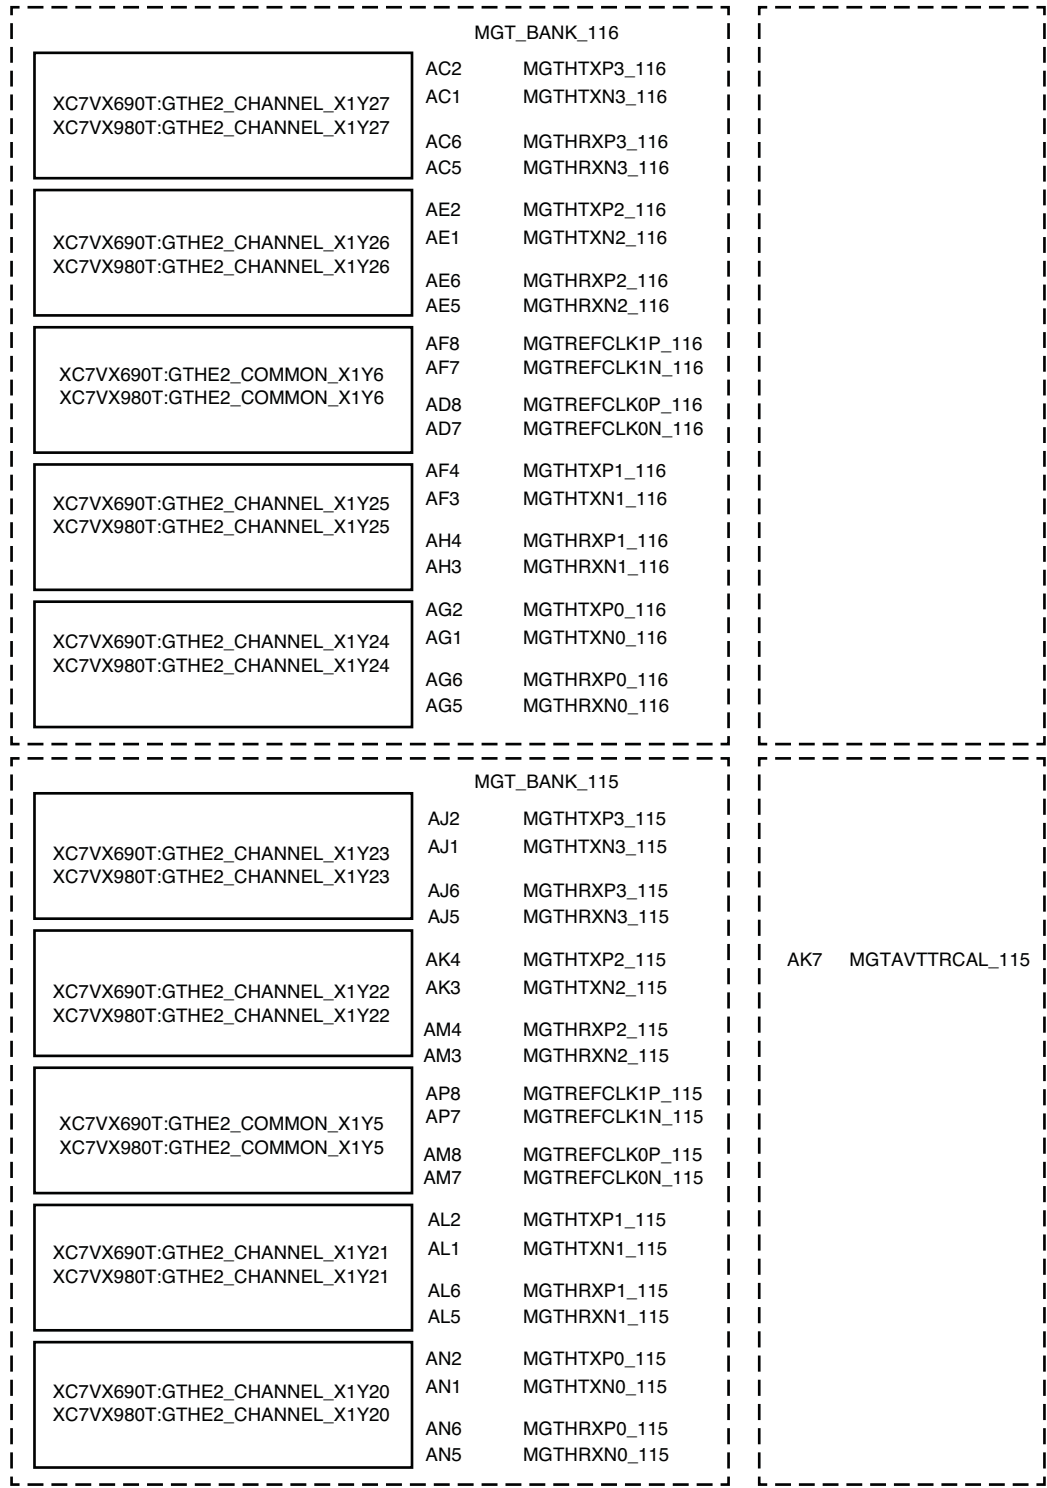 MGT_BANK_116
AC2 MGTHTXP3_116
XC7VX690T:GTHE2_CHANNEL_X1Y27
AC1 MGTHTXN3_116
XC7VX980T:GTHE2_CHANNEL_X1Y27
AC6 MGTHRXP3_116
AC5 MGTHRXN3_116
AE2 MGTHTXP2_116
XC7VX690T:GTHE2_CHANNEL_X1Y26
AE1 MGTHTXN2_116
XC7VX980T:GTHE2_CHANNEL_X1Y26
AE6 MGTHRXP2_116
AE5 MGTHRXN2_116
AF8 MGTREFCLK1P_116
XC7VX690T:GTHE2_COMMON_X1Y6
AF7 MGTREFCLK1N_116
XC7VX980T:GTHE2_COMMON_X1Y6
AD8 MGTREFCLK0P_116
AD7 MGTREFCLK0N_116
AF4 MGTHTXP1_116
XC7VX690T:GTHE2_CHANNEL_X1Y25
AF3 MGTHTXN1_116
XC7VX980T:GTHE2_CHANNEL_X1Y25
AH4 MGTHRXP1_116
AH3 MGTHRXN1_116
AG2 MGTHTXP0_116
XC7VX690T:GTHE2_CHANNEL_X1Y24
AG1 MGTHTXN0_116
XC7VX980T:GTHE2_CHANNEL_X1Y24
AG6 MGTHRXP0_116
AG5 MGTHRXN0_116
MGT_BANK_115
AJ2 MGTHTXP3_115
XC7VX690T:GTHE2_CHANNEL_X1Y23
AJ1 MGTHTXN3_115
XC7VX980T:GTHE2_CHANNEL_X1Y23
AJ6 MGTHRXP3_115
AJ5 MGTHRXN3_115
AK4 MGTHTXP2_115
AK7 MGTAVTTRCAL_115
XC7VX690T:GTHE2_CHANNEL_X1Y22
AK3 MGTHTXN2_115
XC7VX980T:GTHE2_CHANNEL_X1Y22
AM4 MGTHRXP2_115
AM3 MGTHRXN2_115
AP8 MGTREFCLK1P_115
XC7VX690T:GTHE2_COMMON_X1Y5
AP7 MGTREFCLK1N_115
XC7VX980T:GTHE2_COMMON_X1Y5
AM8 MGTREFCLK0P_115
AM7 MGTREFCLK0N_115
AL2 MGTHTXP1_115
XC7VX690T:GTHE2_CHANNEL_X1Y21
AL1 MGTHTXN1_115
XC7VX980T:GTHE2_CHANNEL_X1Y21
AL6 MGTHRXP1_115
AL5 MGTHRXN1_115
AN2 MGTHTXP0_115
XC7VX690T:GTHE2_CHANNEL_X1Y20
AN1 MGTHTXN0_115
XC7VX980T:GTHE2_CHANNEL_X1Y20
AN6 MGTHRXP0_115
AN5 MGTHRXN0_115